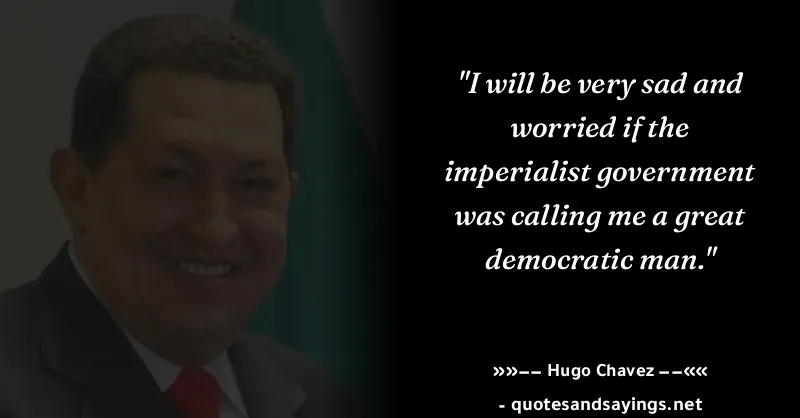 "I will be very sad and
worried if the
imperialist government
was calling me a great
democratic man."
»»–– Hugo Chavez ––««
- quotesandsayings.net